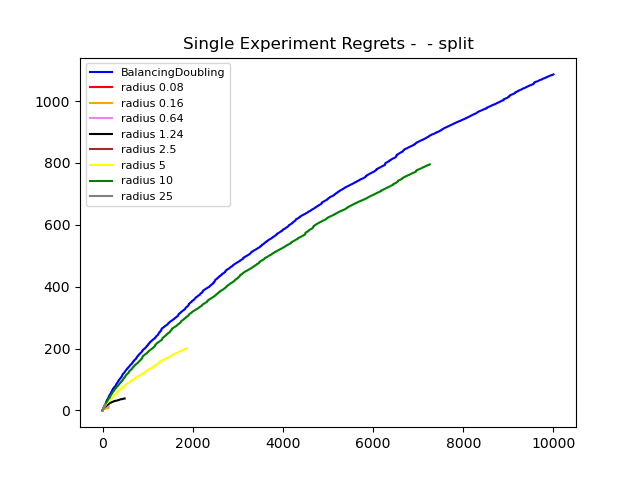 Single Experiment Regrets -  - split
BalancingDoubling
radius 0.08
radius 0.16
radius 0.64
radius 1.24
radius 2.5
radius 5
radius 10
radius 25
1000
800
600
400
200
0
0 2000 4000 6000 8000 10000